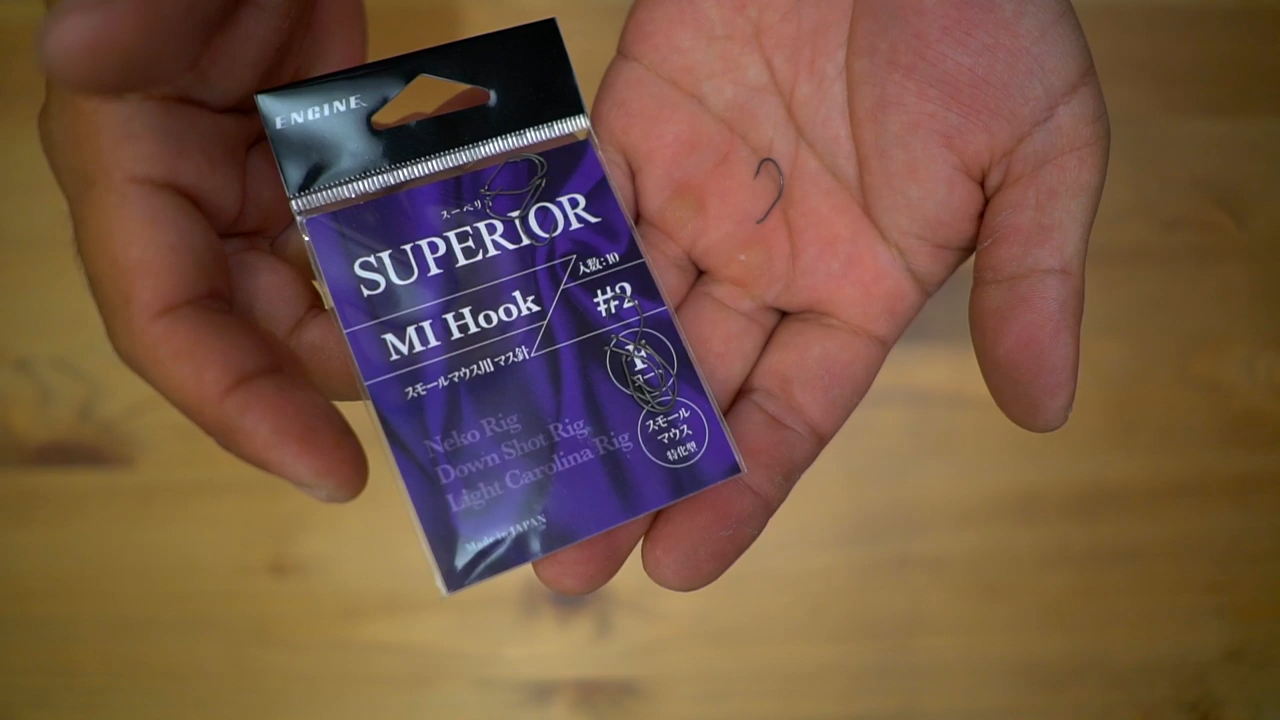 ENGINE
スーペリ
SUPERIOR
入数:10
MI Hook
#2
スモールマウス用 マス針
F
コー
スモール
マウス
特化型
Neko Rig
Down Shot Rig
Light Carolina Rig
Made in JAPAN